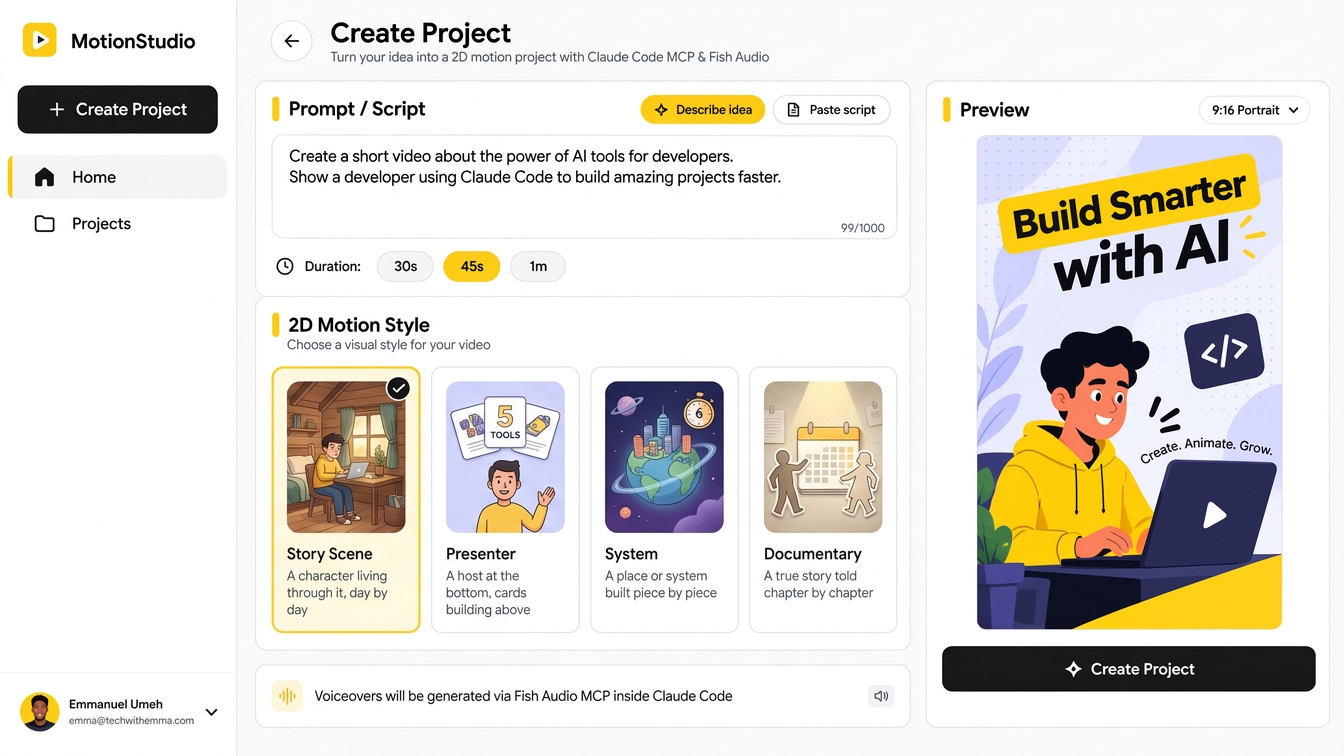 MotionStudio
Create Project
Home
Projects
Emmanuel Umeh
emma@techwithemma.com
Create Project
Turn your idea into a 2D motion project with Claude Code MCP & Fish Audio
Prompt / Script
Describe idea
Paste script
Create a short video about the power of AI tools for developers.
Show a developer using Claude Code to build amazing projects faster.
99/1000
Duration:
30s
45s
1m
2D Motion Style
Choose a visual style for your video
5
TOOLS
6
Story Scene
A character living
through it, day by
day
Presenter
A host at the
bottom, cards
building above
System
A place or system
built piece by piece
Documentary
A true story told
chapter by chapter
Voiceovers will be generated via Fish Audio MCP inside Claude Code
Preview
9:16 Portrait
Build Smarter
with AI
</>
Create. Animate. Grow.
Create Project